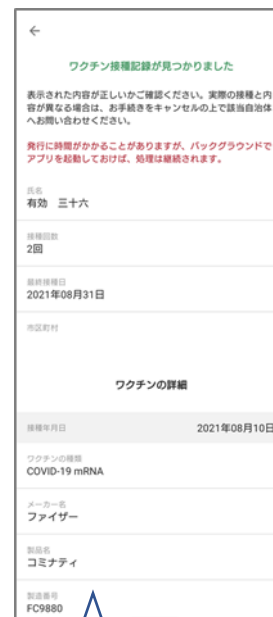 ワクチン接種記録が見つかりました
表示された内容が正しいかご確認ください。実際の接種と内
容が異なる場合は、お手続きをキャンセルの上で該当自治体
へお問い合わせください。
発行に時間がかかることがありますが、バックグラウンドで
アプリを起動しておけば、処理は継続されます。
氏名
有効　三十六
接種回数
2回
最終接種日
2021年08月31日
市区町村
ワクチンの詳細
接種年月日 2021年08月10日
ワクチンの種類
COVID-19 mRNA
メーカー名
ファイザー
製品名
コミナティ
製造番号
FC9880